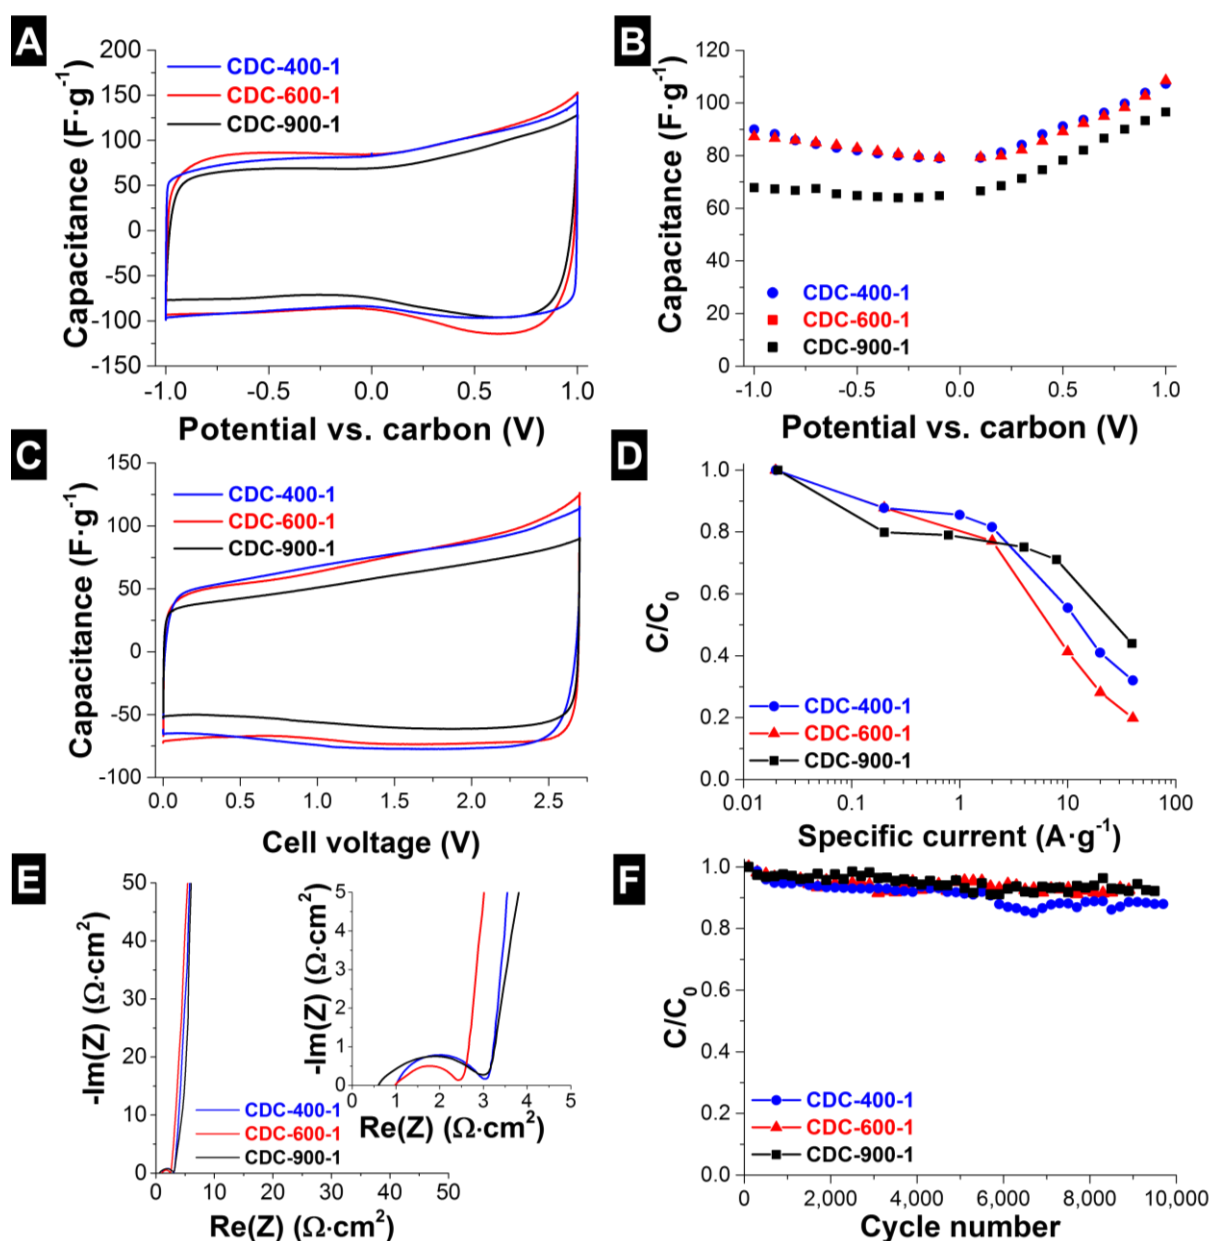 A
Capacitance (F·g⁻¹)
200
150
100
50
0
-50
-100
-150
CDC-400-1
CDC-600-1
CDC-900-1
-1.0 -0.5 0.0 0.5 1.0
Potential vs. carbon (V)
B
Capacitance (F·g⁻¹)
120
100
80
60
40
20
0
CDC-400-1
CDC-600-1
CDC-900-1
-1.0 -0.5 0.0 0.5 1.0
Potential vs. carbon (V)
C
Capacitance (F·g⁻¹)
150
100
50
0
-50
-100
CDC-400-1
CDC-600-1
CDC-900-1
0.0 0.5 1.0 1.5 2.0 2.5
Cell voltage (V)
D
C/C₀
1.0
0.8
0.6
0.4
0.2
0.0
CDC-400-1
CDC-600-1
CDC-900-1
0.01 0.1 1 10 100
Specific current (A·g⁻¹)
E
-Im(Z) (Ω·cm²)
50
40
30
20
10
0
-Im(Z) (Ω·cm²)
5
4
3
2
1
0
0 1 2 3 4 5
Re(Z) (Ω·cm²)
CDC-400-1
CDC-600-1
CDC-900-1
0 10 20 30 40 50
Re(Z) (Ω·cm²)
F
C/C₀
1.0
0.8
0.6
0.4
0.2
0.0
CDC-400-1
CDC-600-1
CDC-900-1
0 2,000 4,000 6,000 8,000 10,000
Cycle number